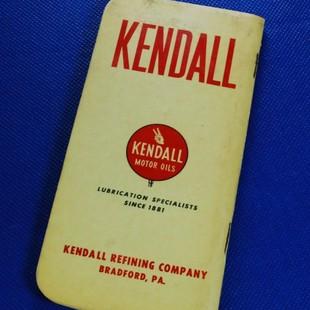 KENDALL
KENDALL
MOTOR OILS
LUBRICATION SPECIALISTS
SINCE 1881
KENDALL REFINING COMPANY
BRADFORD, PA.